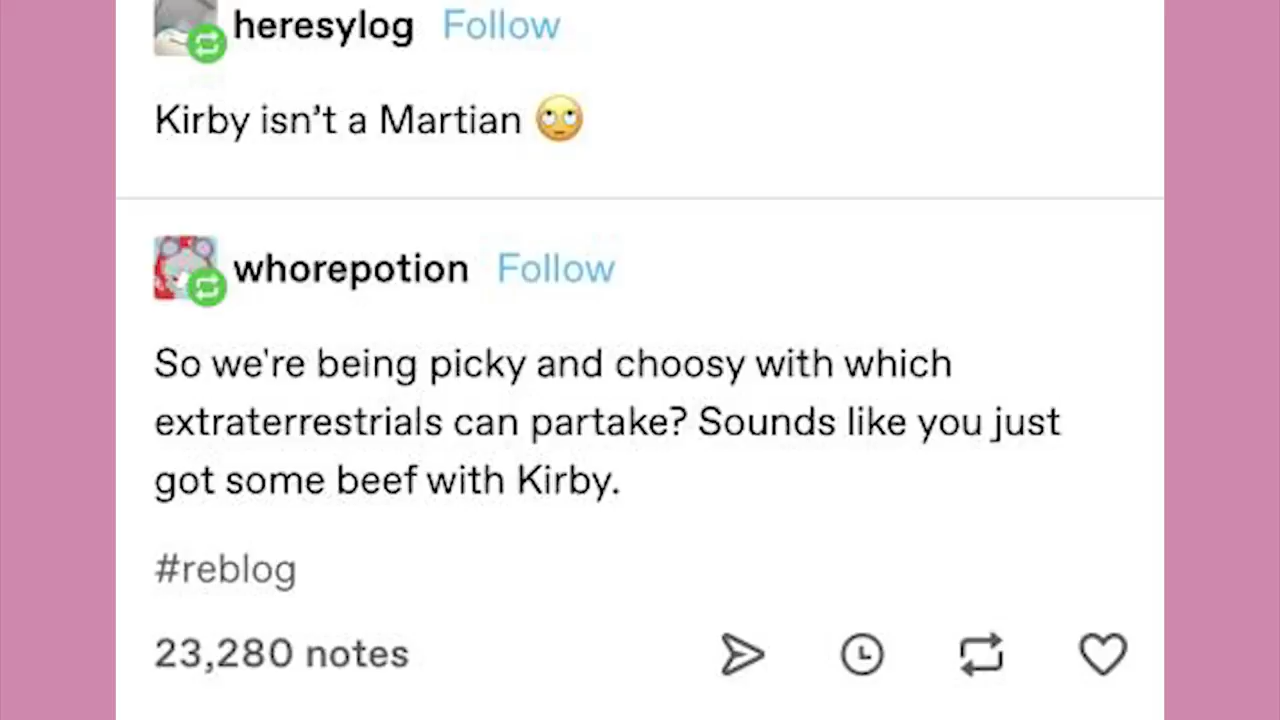 heresylog Follow
Kirby isn't a Martian 🙄
whorepotion Follow
So we're being picky and choosy with which
extraterrestrials can partake? Sounds like you just
got some beef with Kirby.
#reblog
23,280 notes